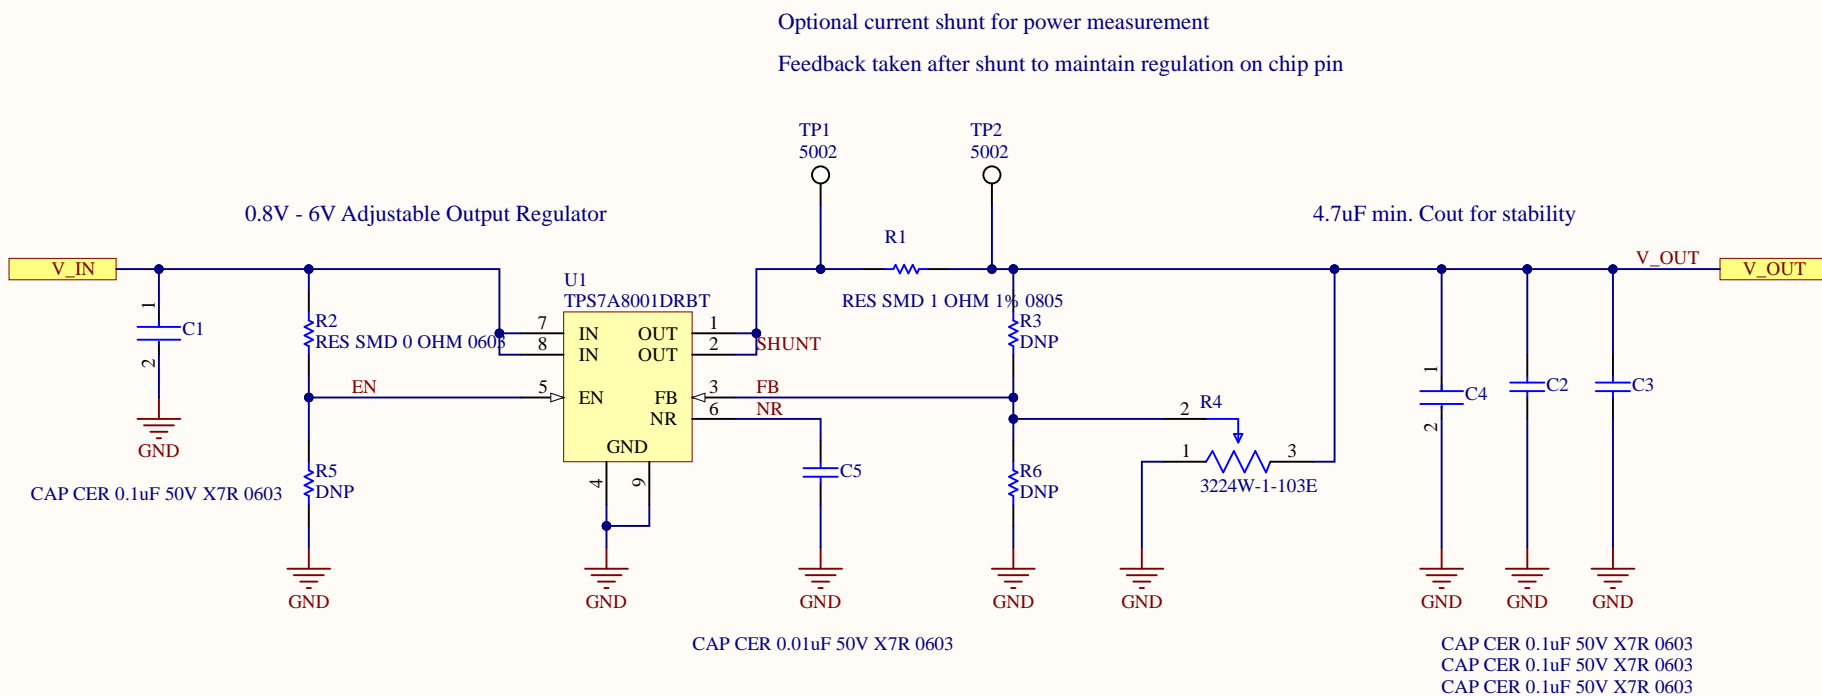 Optional current shunt for power measurement
Feedback taken after shunt to maintain regulation on chip pin
TP1
5002
TP2
5002
0.8V - 6V Adjustable Output Regulator
4.7uF min. Cout for stability
R1
V_IN
V_OUT
V_OUT
U1
TPS7A8001DRBT
RES SMD 1 OHM 1% 0805
1
C1
2
R2
RES SMD 0 OHM 0603
7
IN
OUT
1
8
IN
OUT
2
SHUNT
R3
DNP
EN
5
EN
FB
3
FB
NR
6
NR
GND
4
9
2
R4
1
3
3224W-1-103E
1
C4
2
C2
C3
GND
R5
DNP
C5
R6
DNP
CAP CER 0.1uF 50V X7R 0603
GND
GND
GND
GND
GND
GND
GND
GND
CAP CER 0.01uF 50V X7R 0603
CAP CER 0.1uF 50V X7R 0603
CAP CER 0.1uF 50V X7R 0603
CAP CER 0.1uF 50V X7R 0603